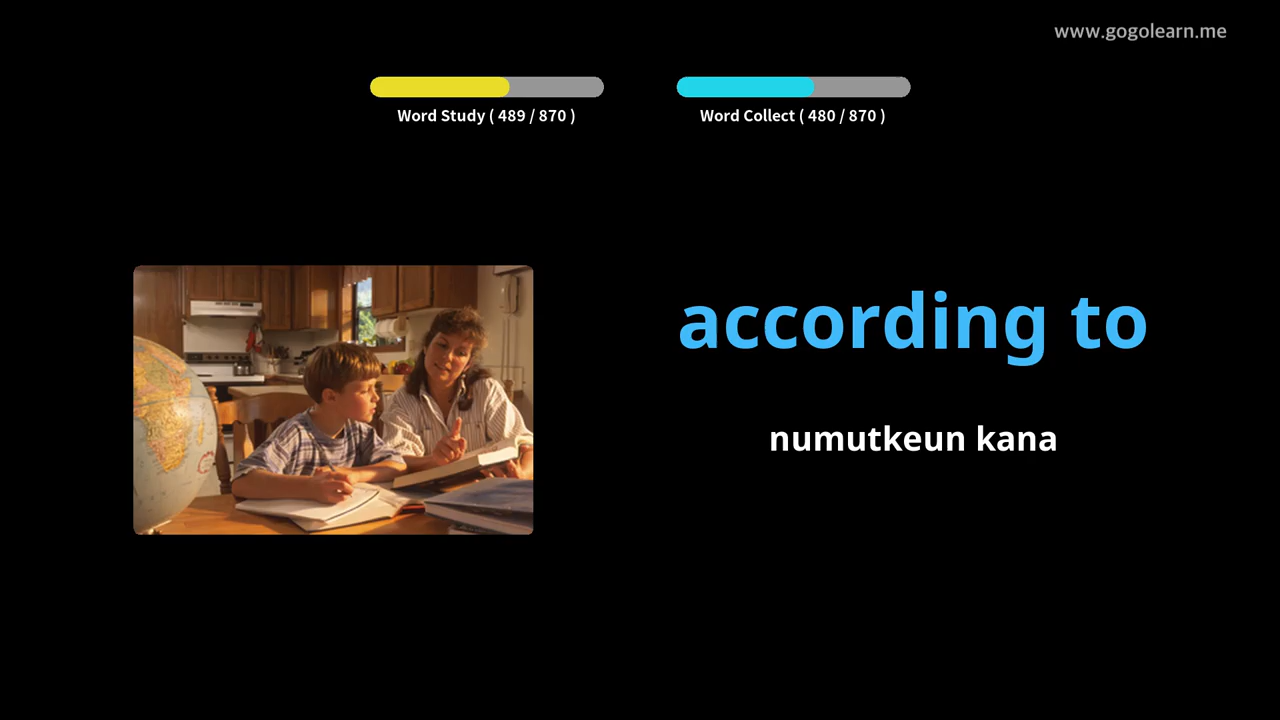 www.gogolearn.me
Word Study ( 489 / 870 )
Word Collect ( 480 / 870 )
according to
numutkeun kana